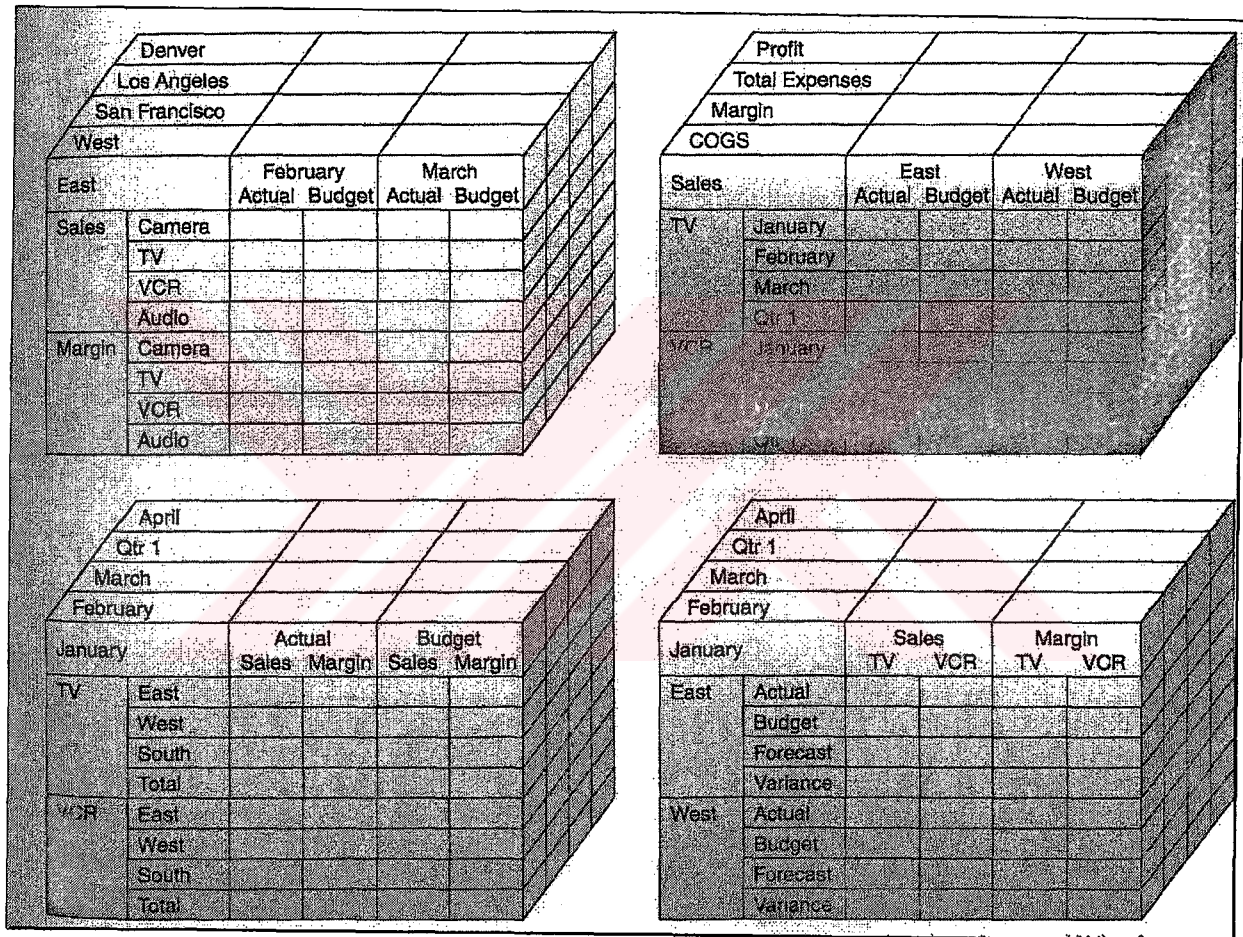 Denver
Los Angeles
San Francisco
West
East February March
Actual Budget Actual Budget
Sales Camera
TV
VCR
Audio
Margin Camera
TV
VCR
Audio
Profit
Total Expenses
Margin
COGS
Sales East West
Actual Budget Actual Budget
TV January
February
March
Qtr 1
VCR January
April
Qtr 1
March
February
January Actual Budget
Sales Margin Sales Margin
TV East
West
South
Total
VCR East
West
South
Total
April
Qtr 1
March
February
January Sales Margin
TV VCR TV VCR
East Actual
Budget
Forecast
Variance
West Actual
Budget
Forecast
Variance